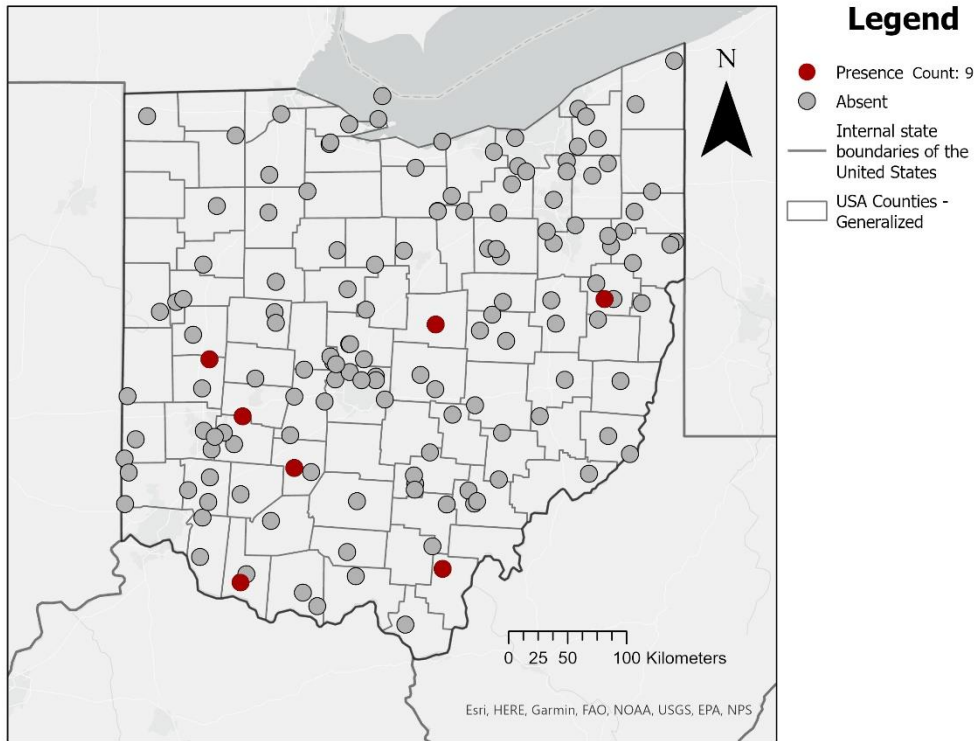 Legend
N
Presence Count: 9
Absent
Internal state
boundaries of the
United States
USA Counties -
Generalized
0 25 50 100 Kilometers
Esri, HERE, Garmin, FAO, NOAA, USGS, EPA, NPS